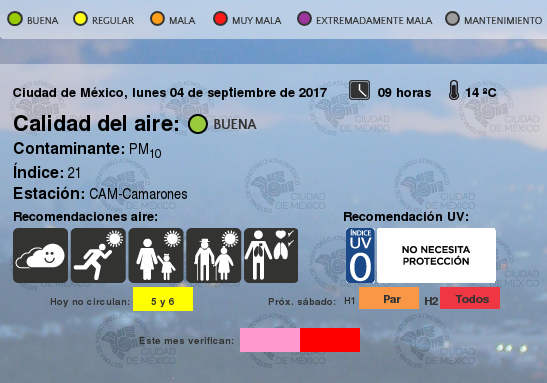 BUENA REGULAR MALA MUY MALA EXTREMADAMENTE MALA MANTENIMIENTO
Ciudad de México, lunes 04 de septiembre de 2017 09 horas 14 ºC
Calidad del aire: BUENA
Contaminante: PM10
Índice: 21
Estación: CAM-Camarones
Recomendaciones aire: Recomendación UV:
ÍNDICE
UV
0
NO NECESITA
PROTECCIÓN
Hoy no circulan: 5 y 6 Próx. sábado: H1 Par H2 Todos
Este mes verifican:
CIUDAD
DE MÉXICO